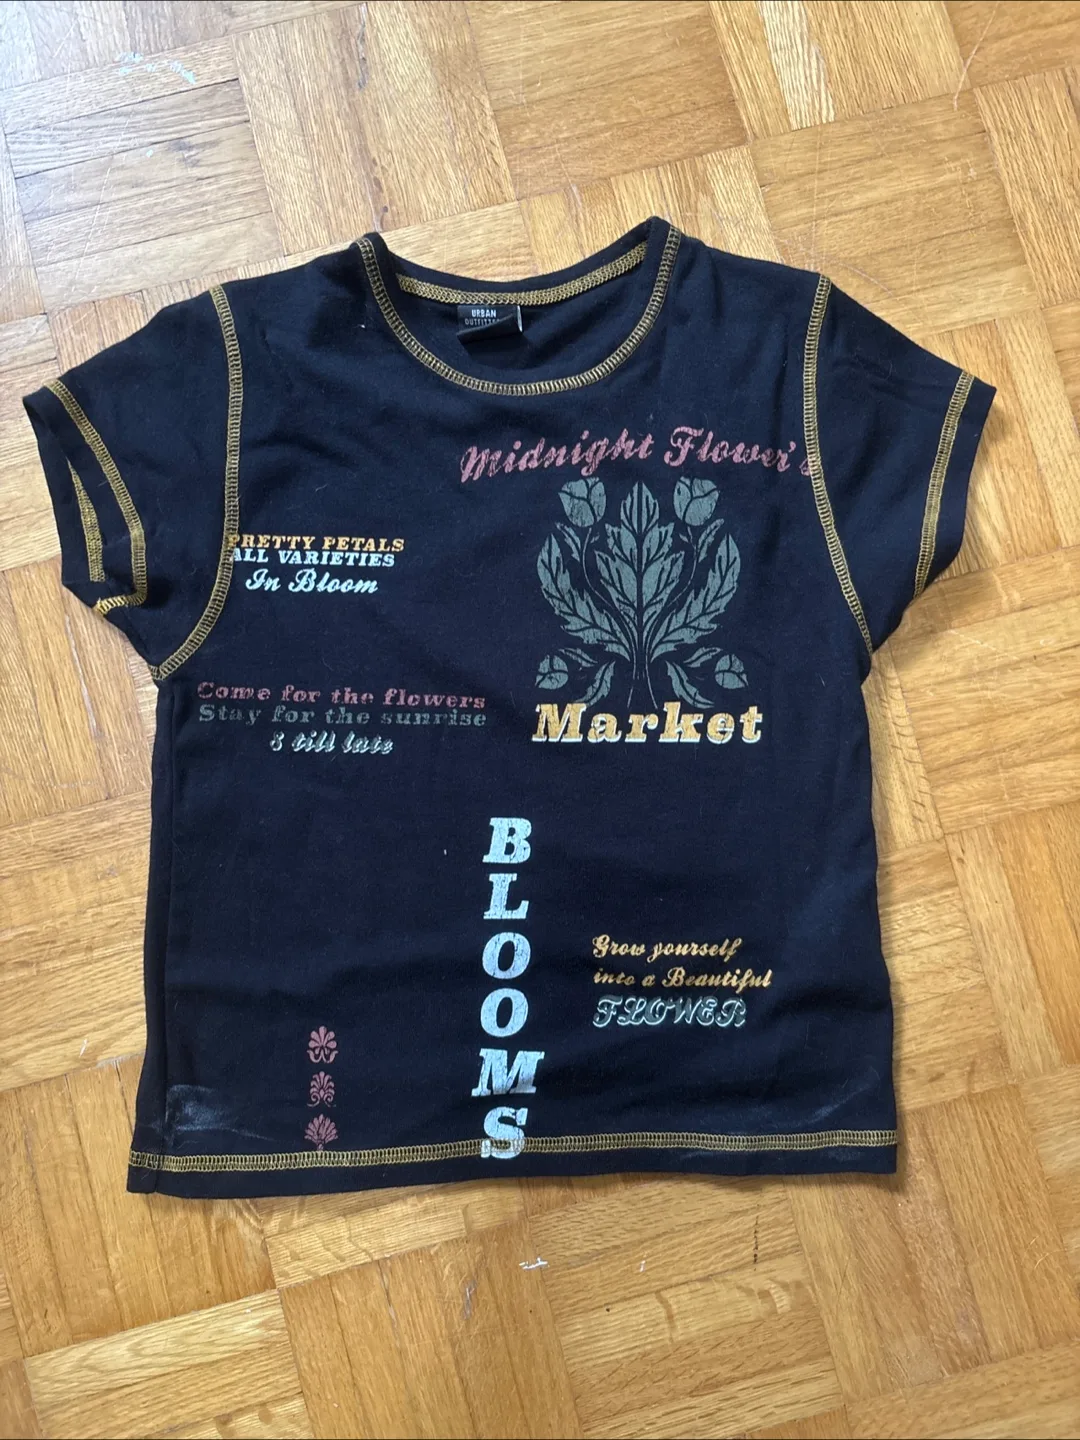 URBAN
OUTFITTERS
Midnight Flower's
PRETTY PETALS
ALL VARIETIES
In Bloom
Come for the flowers
Stay for the sunrise
8 till late
Market
BLOOMS
Grow yourself
into a Beautiful
FLOWER